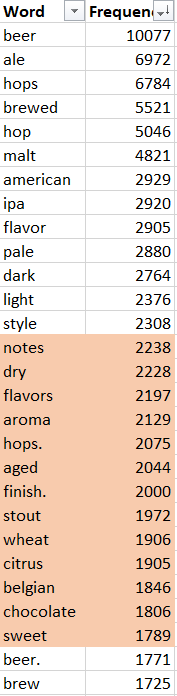 Word Frequenc
beer 10077
ale 6972
hops 6784
brewed 5521
hop 5046
malt 4821
american 2929
ipa 2920
flavor 2905
pale 2880
dark 2764
light 2376
style 2308
notes 2238
dry 2228
flavors 2197
aroma 2129
hops. 2075
aged 2044
finish. 2000
stout 1972
wheat 1906
citrus 1905
belgian 1846
chocolate 1806
sweet 1789
beer. 1771
brew 1725